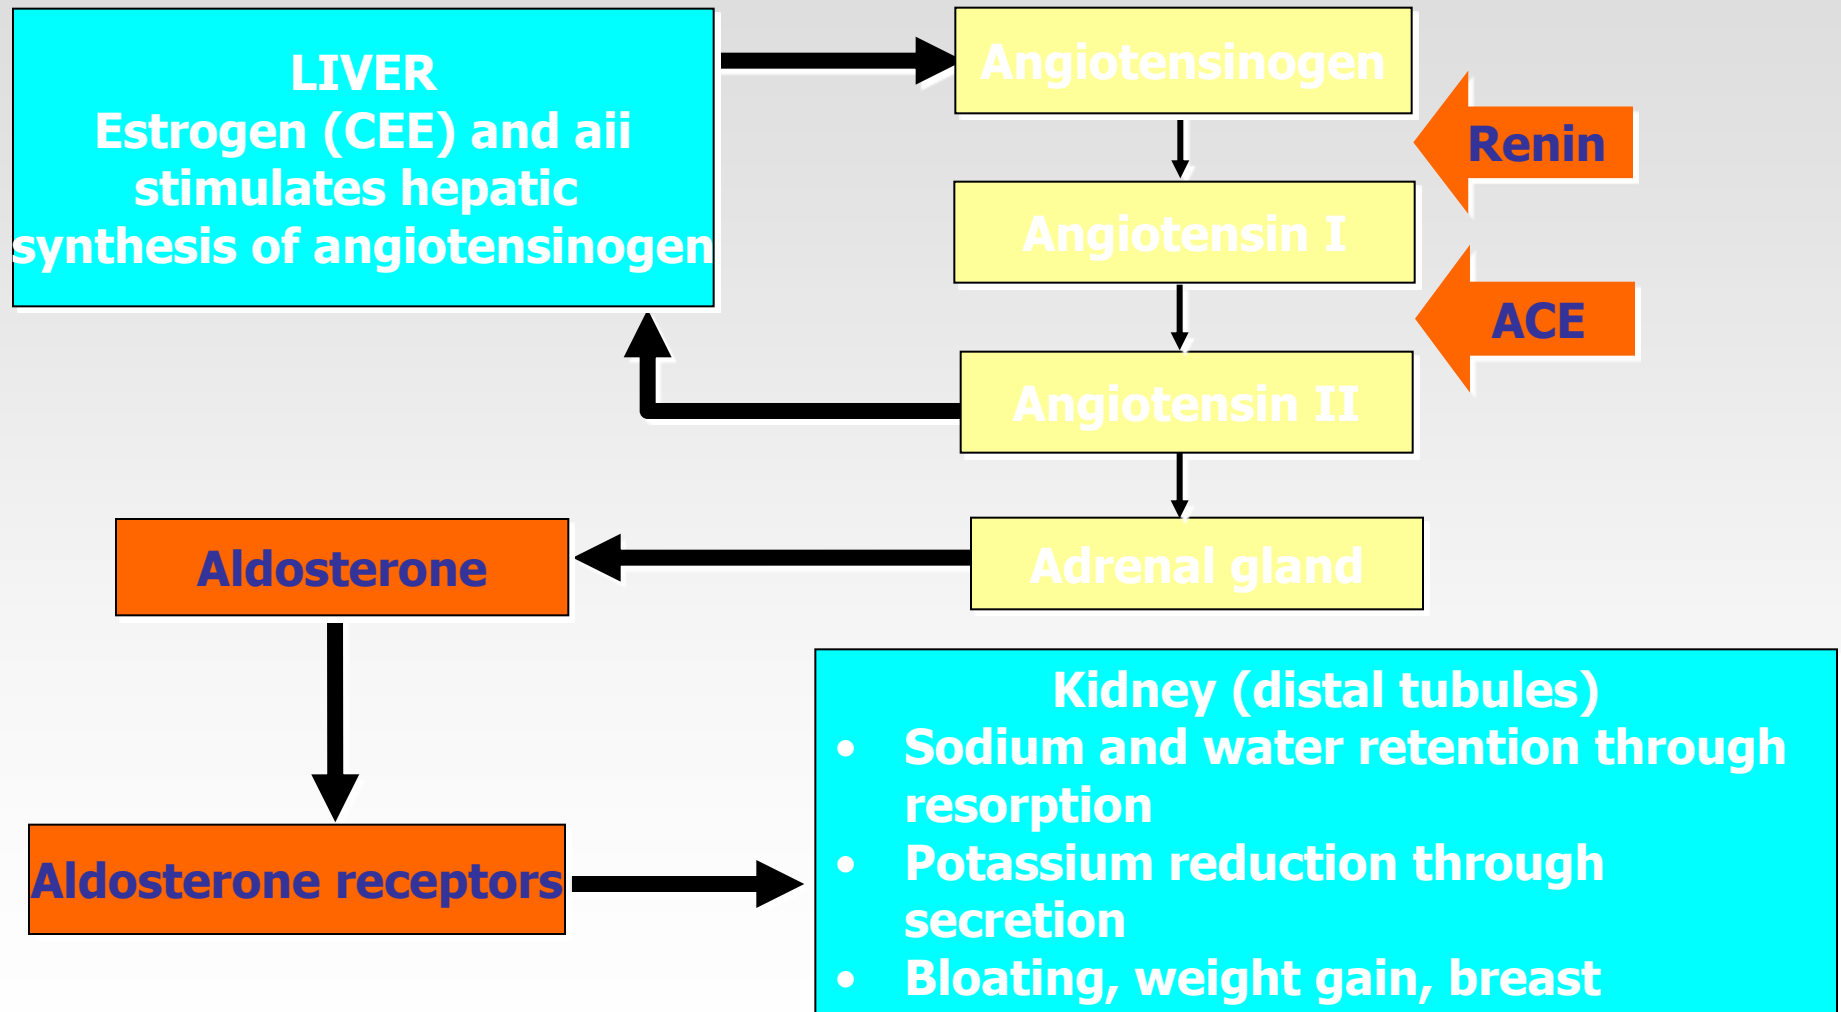 LIVER
Estrogen (CEE) and aii
stimulates hepatic
synthesis of angiotensinogen
Angiotensinogen
Renin
Angiotensin I
ACE
Angiotensin II
Adrenal gland
Aldosterone
Aldosterone receptors
Kidney (distal tubules)
• Sodium and water retention through
resorption
• Potassium reduction through
secretion
• Bloating, weight gain, breast